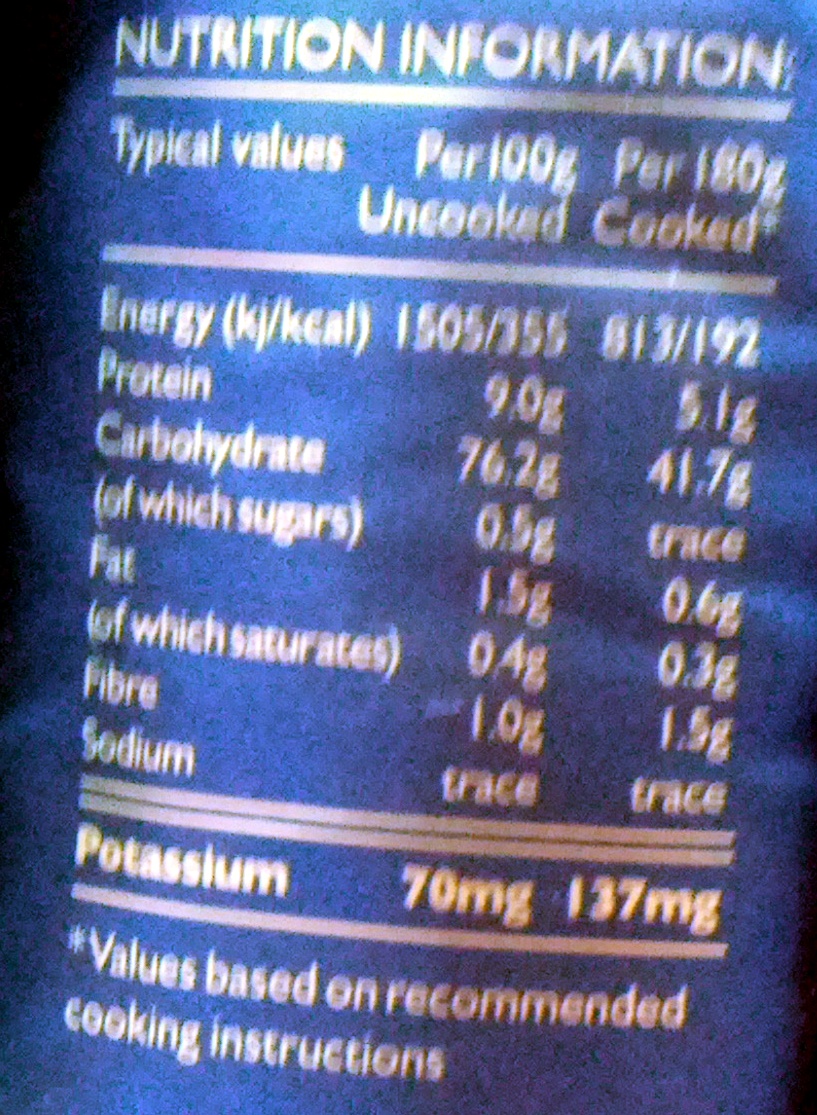 NUTRITION INFORMATION
Typical values Per 100g Per 180g
Uncooked Cooked*
Energy (kj/kcal) 1505/355 813/192
Protein 9.0g 5.1g
Carbohydrate 76.2g 41.7g
(of which sugars) 0.5g trace
Fat 1.5g 0.6g
(of which saturates) 0.4g 0.3g
Fibre 1.0g 1.5g
Sodium trace trace
Potassium 70mg 137mg
*Values based on recommended
cooking instructions